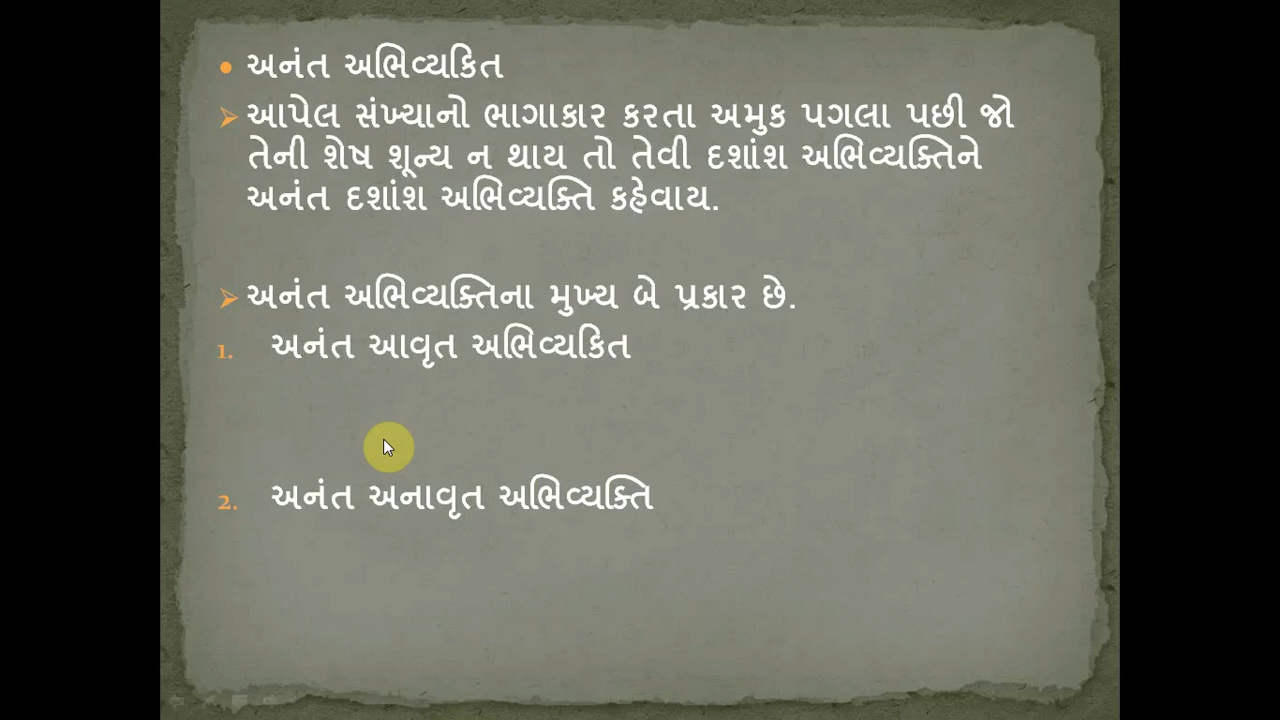 • અનંત અભિવ્યકિત
➢ આપેલ સંખ્યાનો ભાગાકાર કરતા અમુક પગલા પછી જો
તેની શેષ શૂન્ય ન થાય તો તેવી દશાંશ અભિવ્યક્તિને
અનંત દશાંશ અભિવ્યક્તિ કહેવાય.
➢ અનંત અભિવ્યક્તિના મુખ્ય બે પ્રકાર છે.
1. અનંત આવૃત અભિવ્યકિત
2. અનંત અનાવૃત અભિવ્યક્તિ